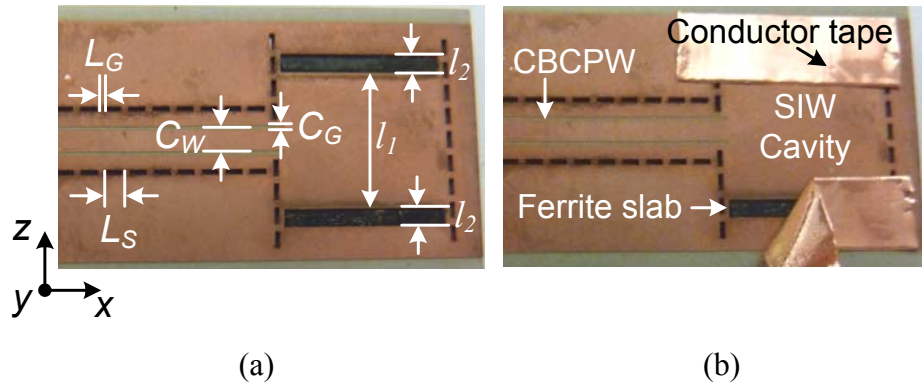 L_G
l_2
C_W
C_G
l_1
l_2
L_S
z
y
x
(a)
Conductor tape
CBCPW
SIW
Cavity
Ferrite slab
(b)